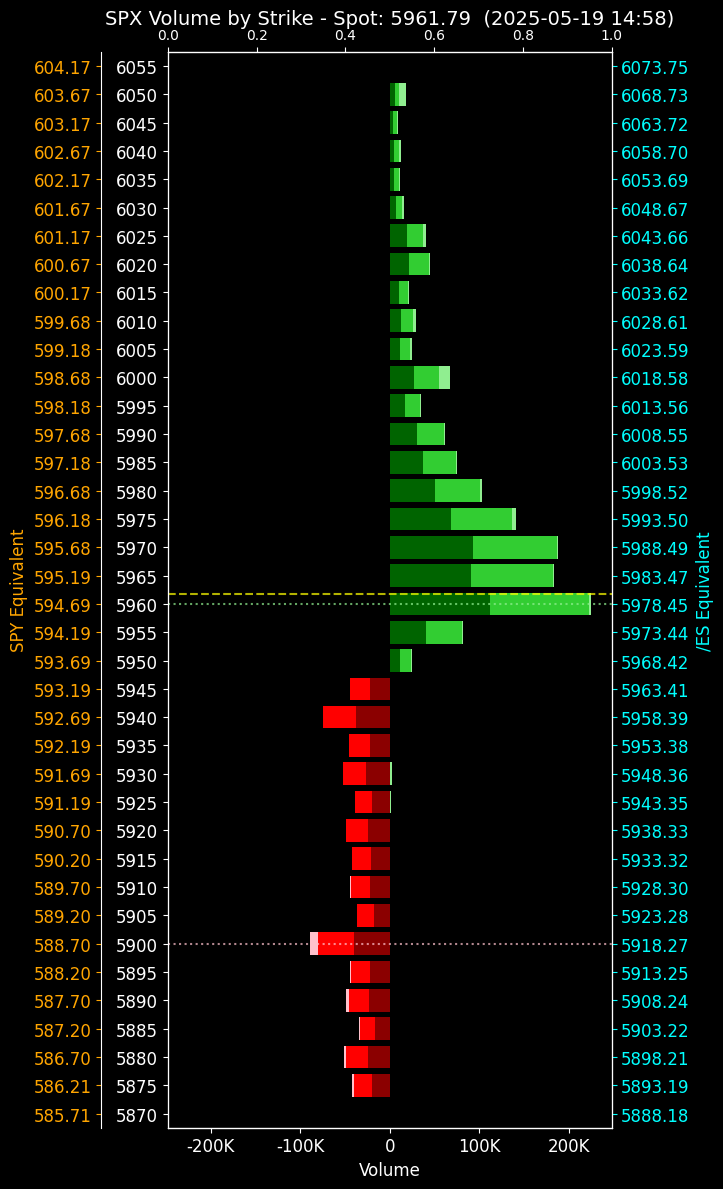 SPX Volume by Strike - Spot: 5961.79 (2025-05-19 14:58)
0.0 0.2 0.4 0.6 0.8 1.0
604.17 6055 6073.75
603.67 6050 6068.73
603.17 6045 6063.72
602.67 6040 6058.70
602.17 6035 6053.69
601.67 6030 6048.67
601.17 6025 6043.66
600.67 6020 6038.64
600.17 6015 6033.62
599.68 6010 6028.61
599.18 6005 6023.59
598.68 6000 6018.58
598.18 5995 6013.56
597.68 5990 6008.55
597.18 5985 6003.53
596.68 5980 5998.52
596.18 5975 5993.50
595.68 5970 5988.49
595.19 5965 5983.47
594.69 5960 5978.45
594.19 5955 5973.44
593.69 5950 5968.42
593.19 5945 5963.41
592.69 5940 5958.39
592.19 5935 5953.38
591.69 5930 5948.36
591.19 5925 5943.35
590.70 5920 5938.33
590.20 5915 5933.32
589.70 5910 5928.30
589.20 5905 5923.28
588.70 5900 5918.27
588.20 5895 5913.25
587.70 5890 5908.24
587.20 5885 5903.22
586.70 5880 5898.21
586.21 5875 5893.19
585.71 5870 5888.18
SPY Equivalent
/ES Equivalent
-200K -100K 0 100K 200K
Volume